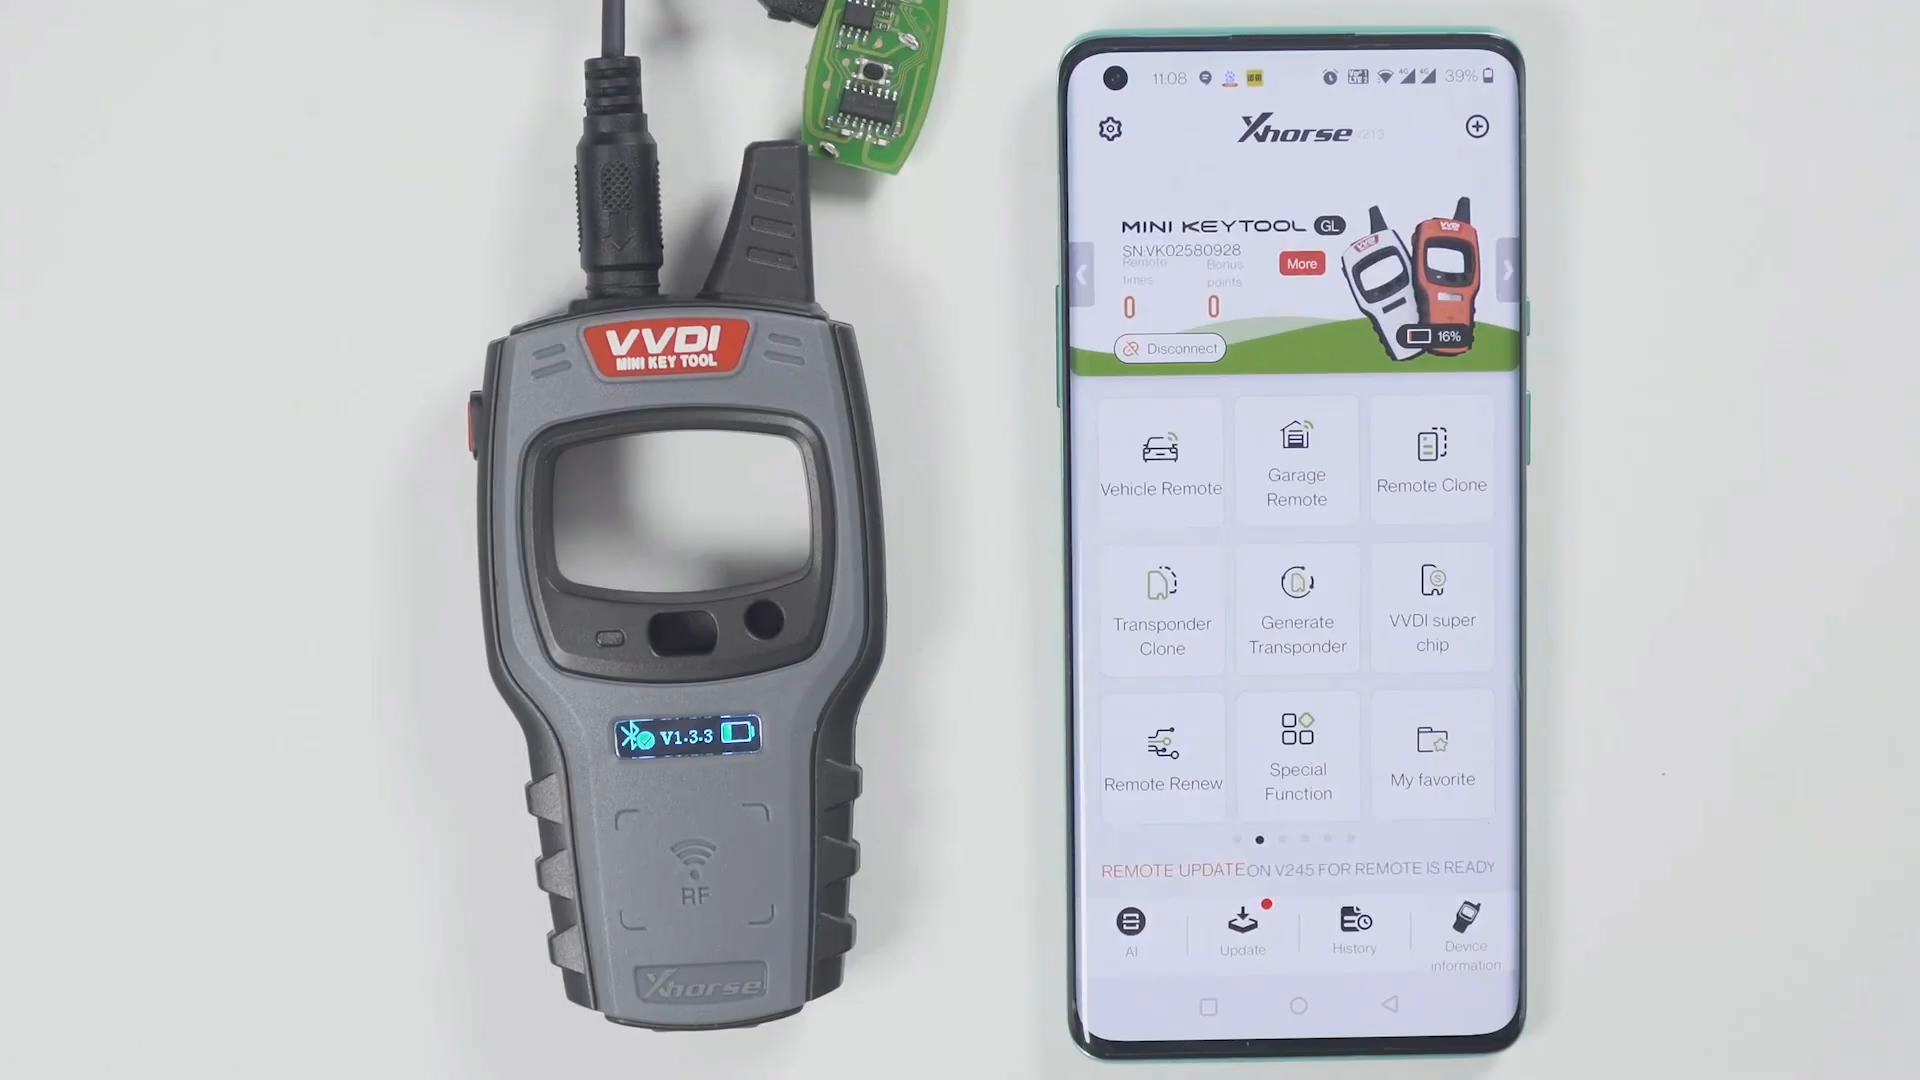 VVDI
MINI KEY TOOL
V1.3.3
RF
Xhorse
11:08
39%
Xhorse V213
MINI KEYTOOL GL
SN:VK02580928
Remote times
Bonus points
More
0
0
Disconnect
16%
Vehicle Remote
Garage Remote
Remote Clone
Transponder Clone
Generate Transponder
VVDI super chip
Remote Renew
Special Function
My favorite
REMOTE UPDATE ON V245 FOR REMOTE IS READY
AI
Update
History
Device information